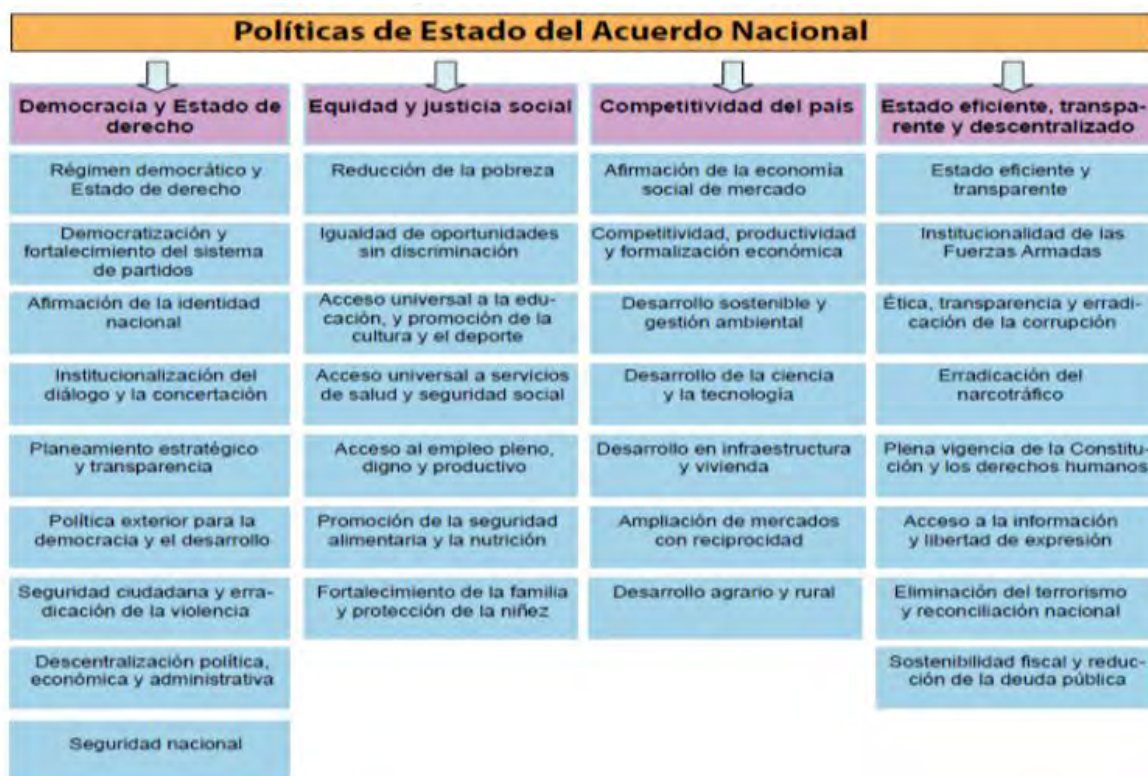 Políticas de Estado del Acuerdo Nacional
Democracia y Estado de
derecho
Régimen democrático y
Estado de derecho
Democratización y
fortalecimiento del sistema
de partidos
Afirmación de la identidad
nacional
Institucionalización del
diálogo y la concertación
Planeamiento estratégico
y transparencia
Política exterior para la
democracia y el desarrollo
Seguridad ciudadana y erra-
dicación de la violencia
Descentralización política,
económica y administrativa
Seguridad nacional
Equidad y justicia social
Reducción de la pobreza
Igualdad de oportunidades
sin discriminación
Acceso universal a la edu-
cación, y promoción de la
cultura y el deporte
Acceso universal a servicios
de salud y seguridad social
Acceso al empleo pleno,
digno y productivo
Promoción de la seguridad
alimentaria y la nutrición
Fortalecimiento de la familia
y protección de la niñez
Competitividad del país
Afirmación de la economía
social de mercado
Competitividad, productividad
y formalización económica
Desarrollo sostenible y
gestión ambiental
Desarrollo de la ciencia
y la tecnología
Desarrollo en infraestructura
y vivienda
Ampliación de mercados
con reciprocidad
Desarrollo agrario y rural
Estado eficiente, transpa-
rente y descentralizado
Estado eficiente y
transparente
Institucionalidad de las
Fuerzas Armadas
Ética, transparencia y erradi-
cación de la corrupción
Erradicación del
narcotráfico
Plena vigencia de la Constitu-
ción y los derechos humanos
Acceso a la información
y libertad de expresión
Eliminación del terrorismo
y reconciliación nacional
Sostenibilidad fiscal y reduc-
ción de la deuda pública